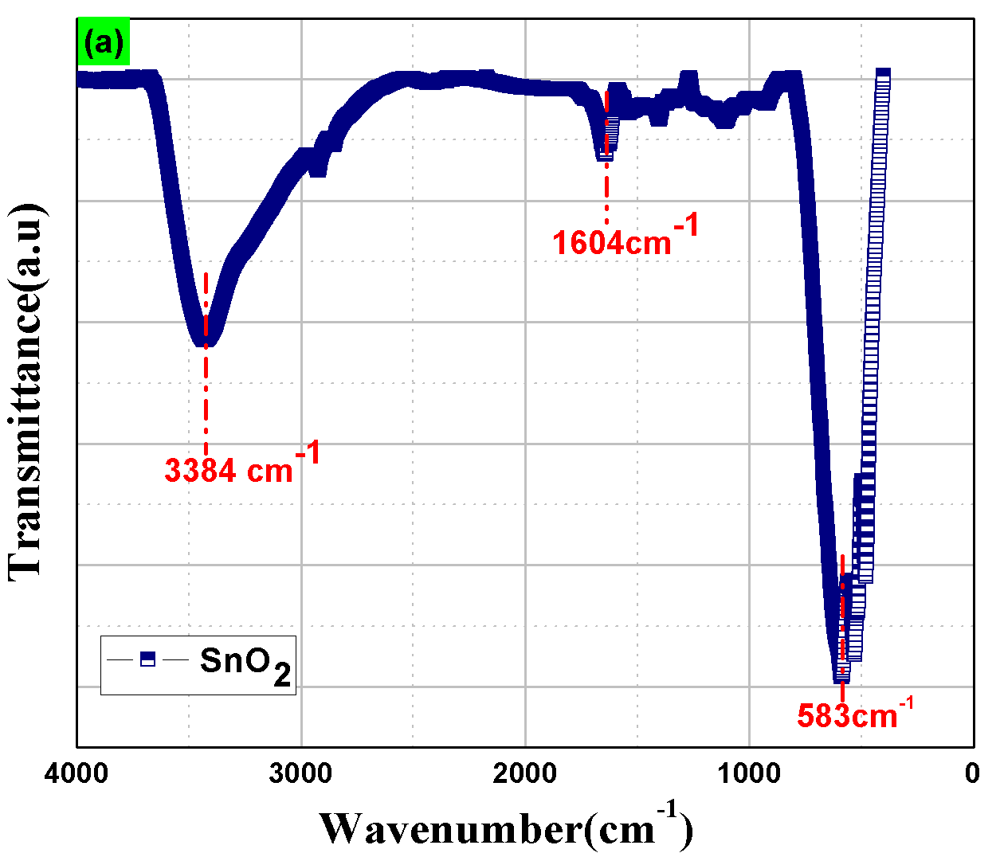 (a)
Transmittance(a.u)
1604cm-1
3384 cm-1
SnO2
583cm-1
4000 3000 2000 1000 0
Wavenumber(cm-1)